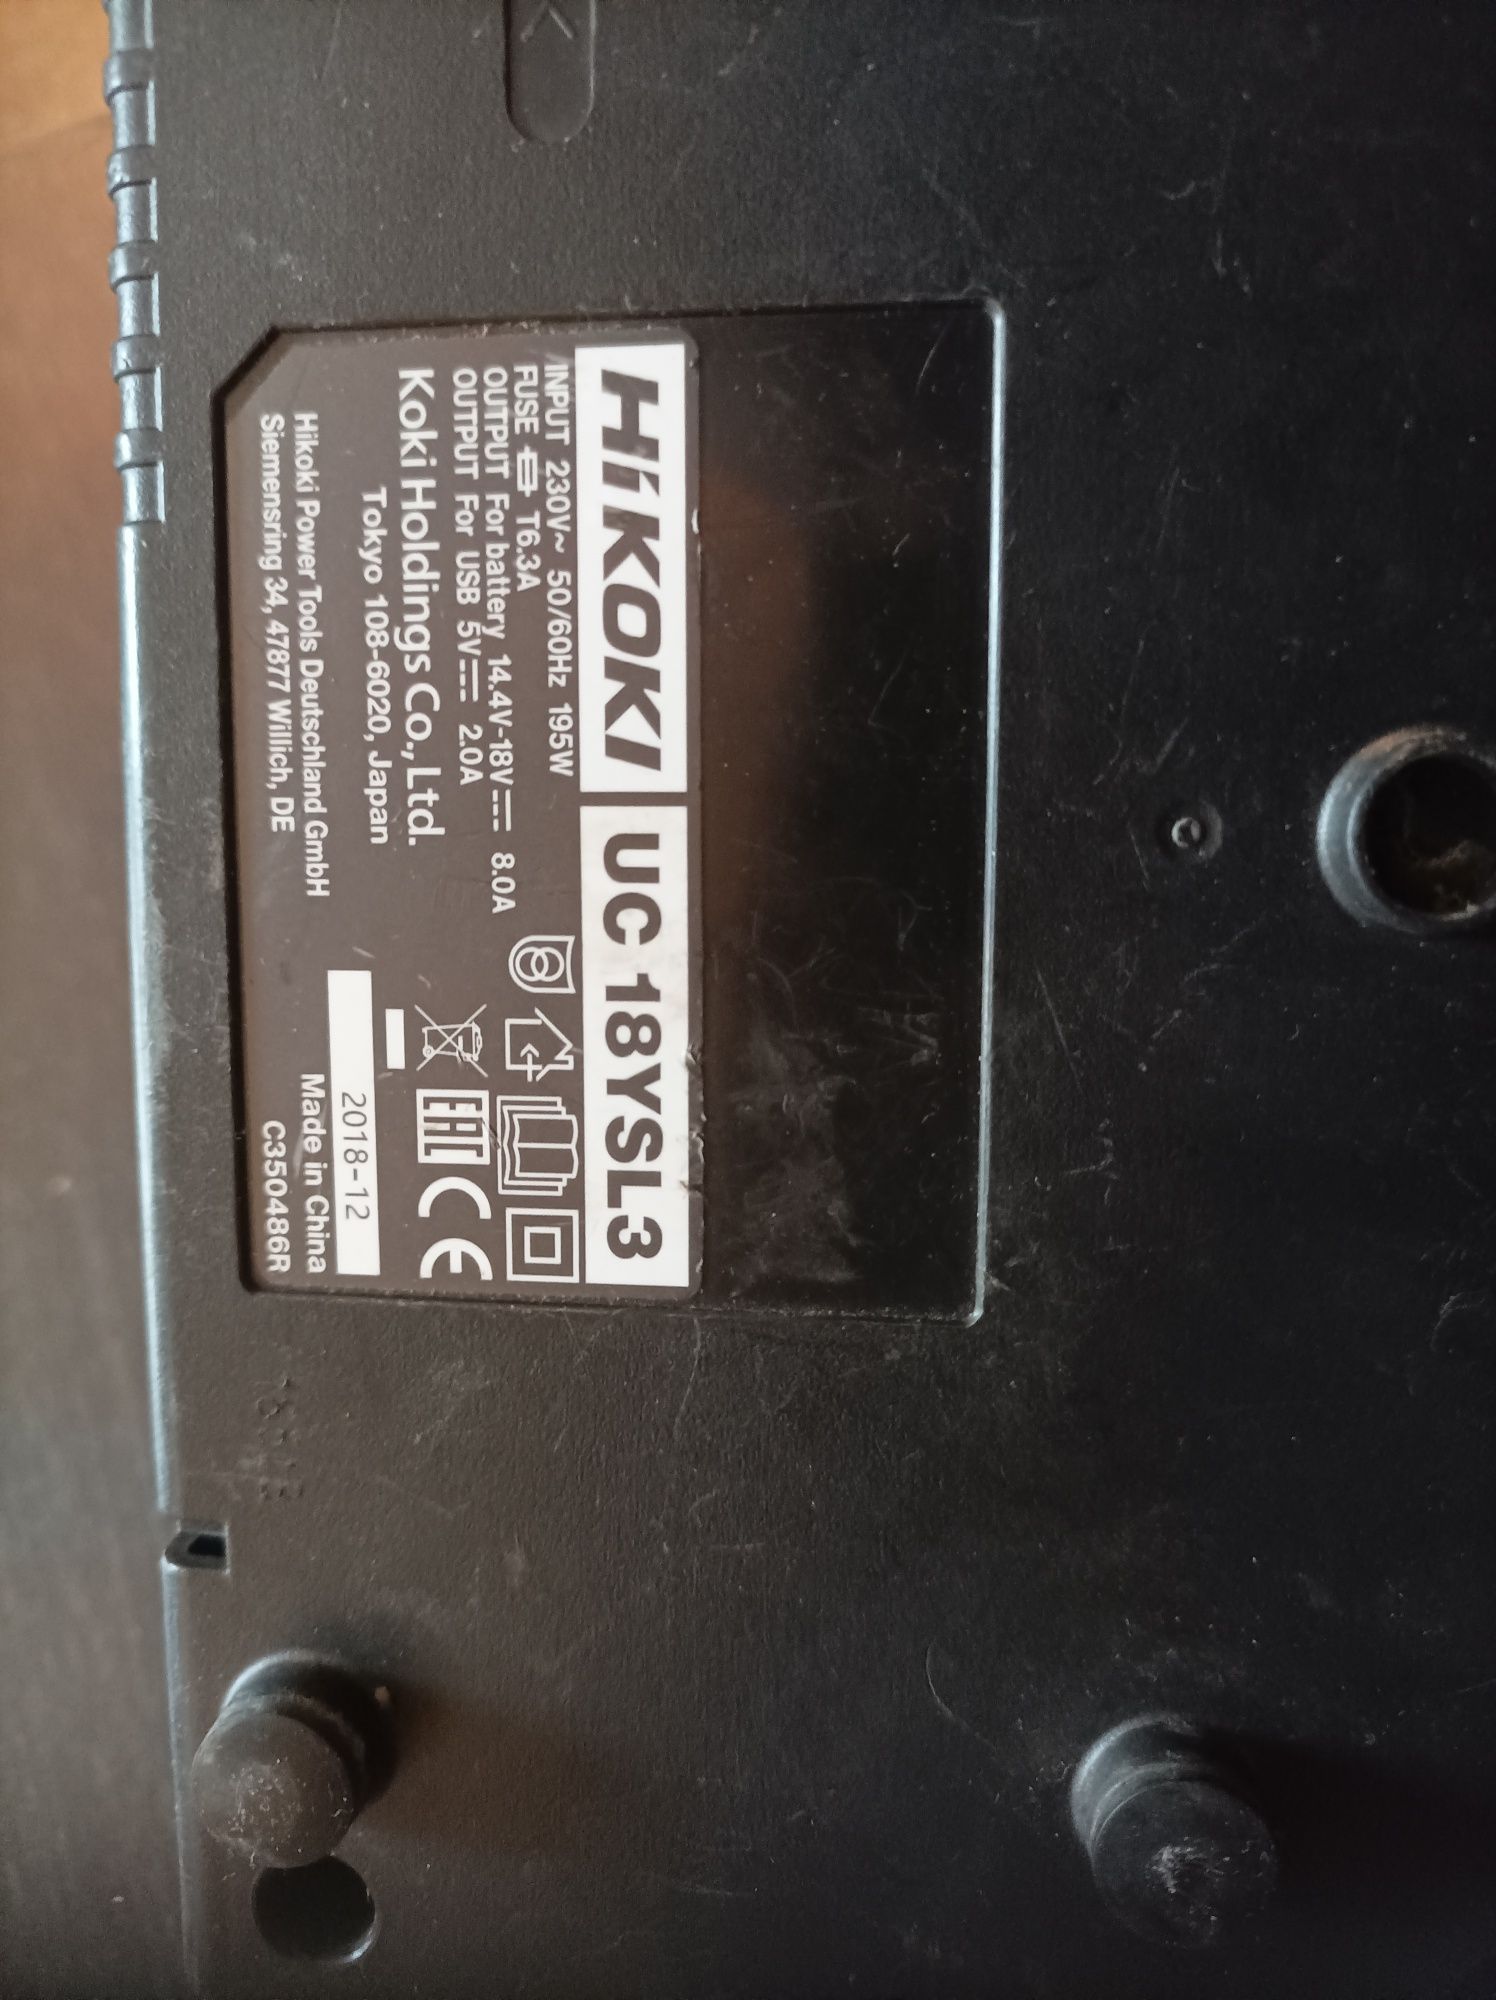 HiKOKI UC 18YSL3
INPUT 230V~ 50/60Hz 195W
FUSE T6.3A
OUTPUT For battery 14.4V-18V⎓ 8.0A
OUTPUT For USB 5V⎓ 2.0A
Koki Holdings Co., Ltd.
Tokyo 108-6020, Japan
EAC CE
2018-12
Hikoki Power Tools Deutschland GmbH
Siemensring 34, 47877 Willich, DE
Made in China
C350486R